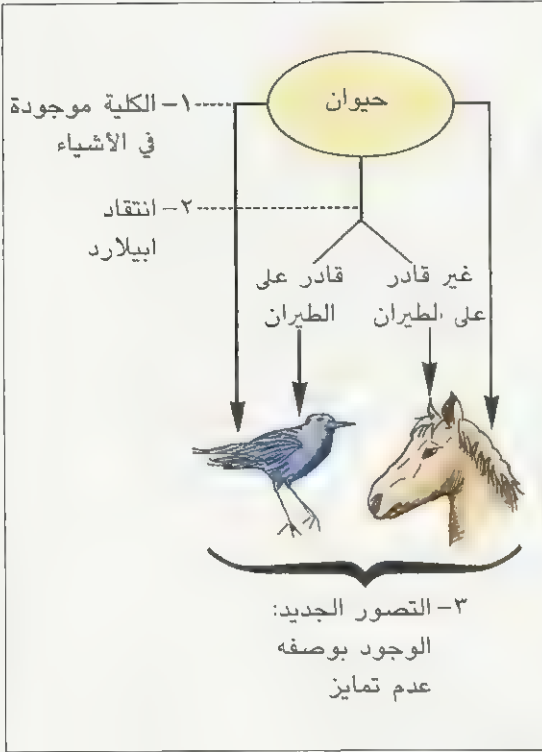 حيوان
١- الكلية موجودة
في الأشياء
٢- انتقاد
ابيلارد
غير قادر
على الطيران
قادر على
الطيران
٣- التصور الجديد:
الوجود بوصفه
عدم تمايز